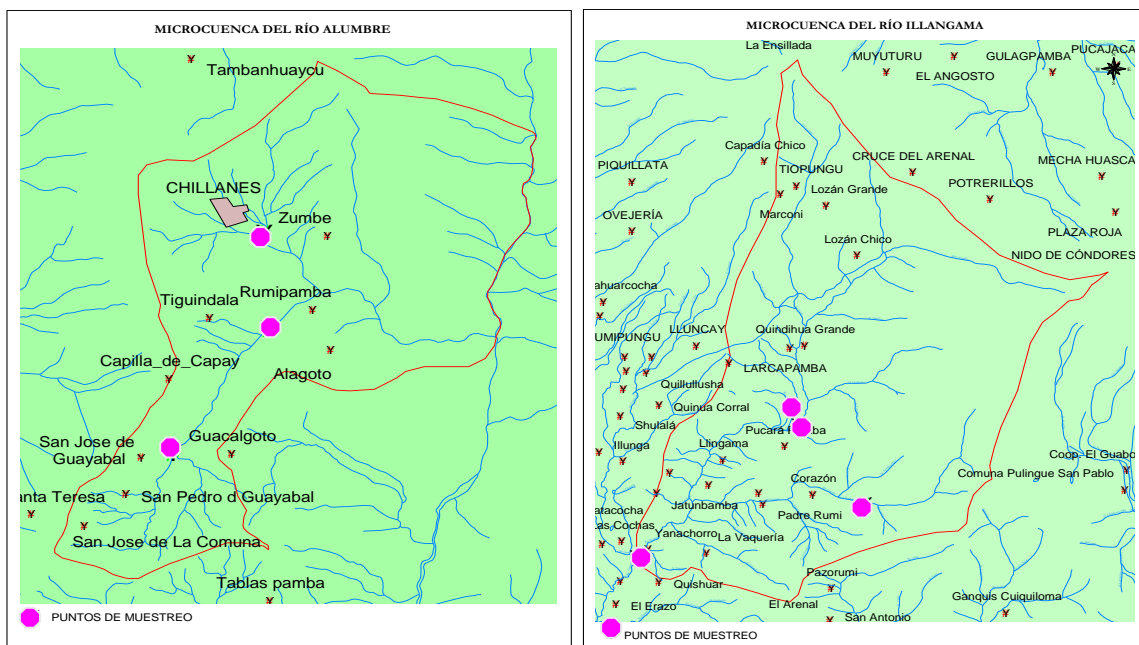 MICROCUENCA DEL RÍO ALUMBRE
Tambanhuaycu
CHILLANES
Zumbe
Tiguindala
Rumipamba
Capilla_de_Capay
Alagoto
San Jose de
Guayabal
Guacalgoto
anta Teresa
San Pedro d Guayabal
San Jose de La Comuna
Tablas pamba
PUNTOS DE MUESTREO
MICROCUENCA DEL RÍO ILLANGAMA
La Ensillada
MUYUTURU
GULAGPAMBA
PUCAJACA
EL ANGOSTO
Capadía Chico
PIQUILLATA
TIOPUNGU
CRUCE DEL ARENAL
MECHA HUASCA
Lozán Grande
POTRERILLOS
OVEJERÍA
Marconi
PLAZA ROJA
Lozán Chico
NIDO DE CÓNDORES
ahuarcocha
UMIPUNGU
LLUNCAY
Quindihua Grande
LARCAPAMBA
Quillullusha
Quinua Corral
Shulalá
Pucará
Illunga
Llingama
Coop. El Guabo
Comuna Pulingue San Pablo
Corazón
Jatunbamba
Padre Rumi
atacocha
Las Cochas
Yanachorro
La Vaquería
Quishuar
Pazorumi
El Erazo
El Arenal
Ganquis Cuiquiloma
San Antonio
PUNTOS DE MUESTREO